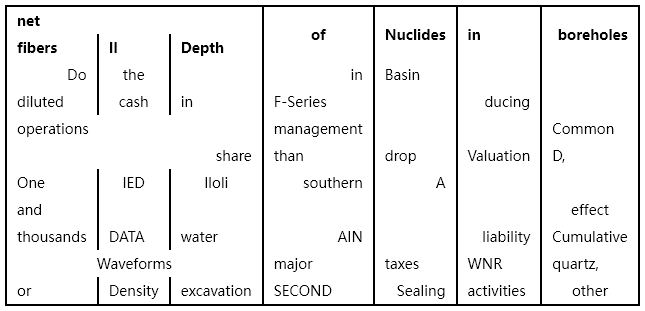 net
fibers II Depth of Nuclides in boreholes
Do the in Basin
diluted cash in F-Series ducing
operations management Common
share than drop Valuation D,
One IED Iloli southern A
and effect
thousands DATA water AIN liability Cumulative
Waveforms major taxes WNR quartz,
or Density excavation SECOND Sealing activities other